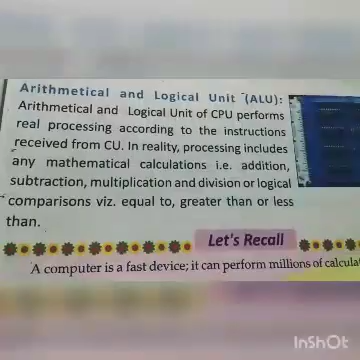 Arithmetical and Logical Unit (ALU):
Arithmetical and Logical Unit of CPU performs
real processing according to the instructions
received from CU. In reality, processing includes
any mathematical calculations i.e. addition,
subtraction, multiplication and division or logical
comparisons viz. equal to, greater than or less
than.
Let's Recall
A computer is a fast device; it can perform millions of
InShOt